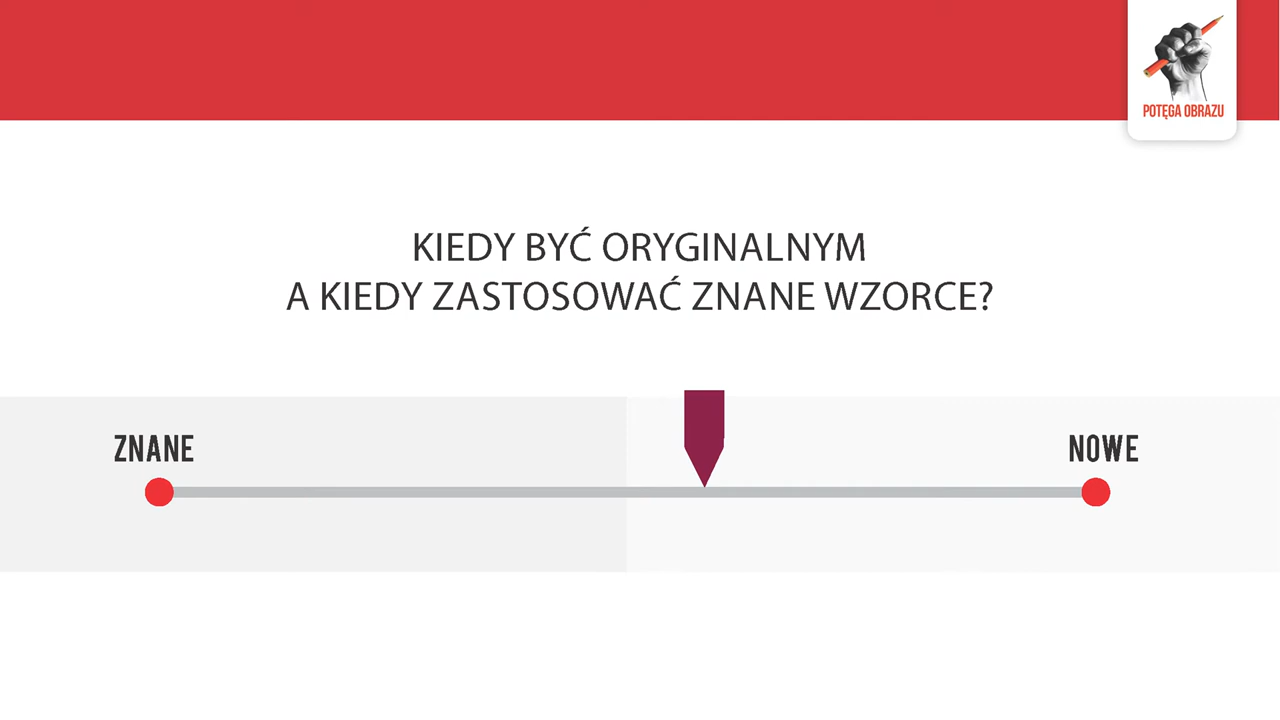 POTĘGA OBRAZU
KIEDY BYĆ ORYGINALNYM
A KIEDY ZASTOSOWAĆ ZNANE WZORCE?
ZNANE
NOWE